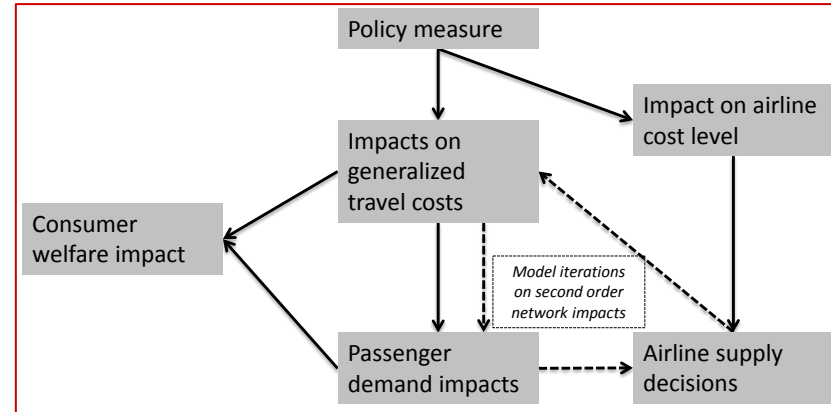 Policy measure
Impact on airline
cost level
Impacts on
generalized
travel costs
Consumer
welfare impact
Model iterations
on second order
network impacts
Passenger
demand impacts
Airline supply
decisions